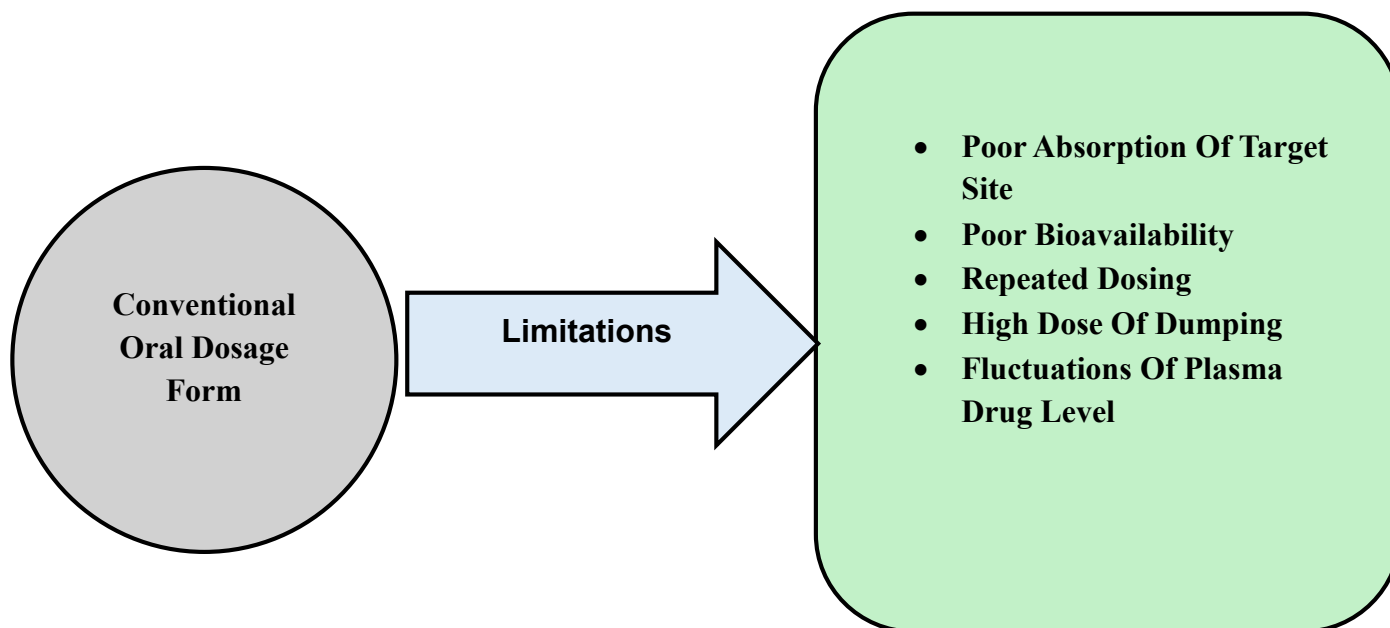 Conventional
Oral Dosage
Form
Limitations
• Poor Absorption Of Target
Site
• Poor Bioavailability
• Repeated Dosing
• High Dose Of Dumping
• Fluctuations Of Plasma
Drug Level